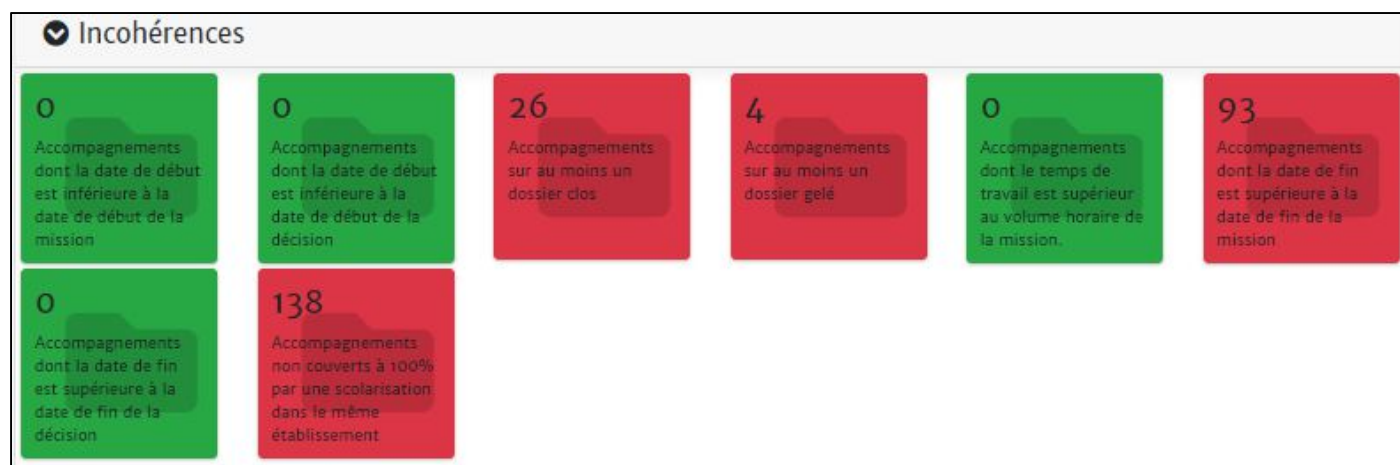 Incohérences
0
Accompagnements
dont la date de début
est inférieure à la
date de début de la
mission
0
Accompagnements
dont la date de début
est inférieure à la
date de début de la
décision
26
Accompagnements
sur au moins un
dossier clos
4
Accompagnements
sur au moins un
dossier gelé
0
Accompagnements
dont le temps de
travail est supérieur
au volume horaire de
la mission.
93
Accompagnements
dont la date de fin
est supérieure à la
date de fin de la
mission
0
Accompagnements
dont la date de fin
est supérieure à la
date de fin de la
décision
138
Accompagnements
non couverts à 100%
par une scolarisation
dans le même
établissement